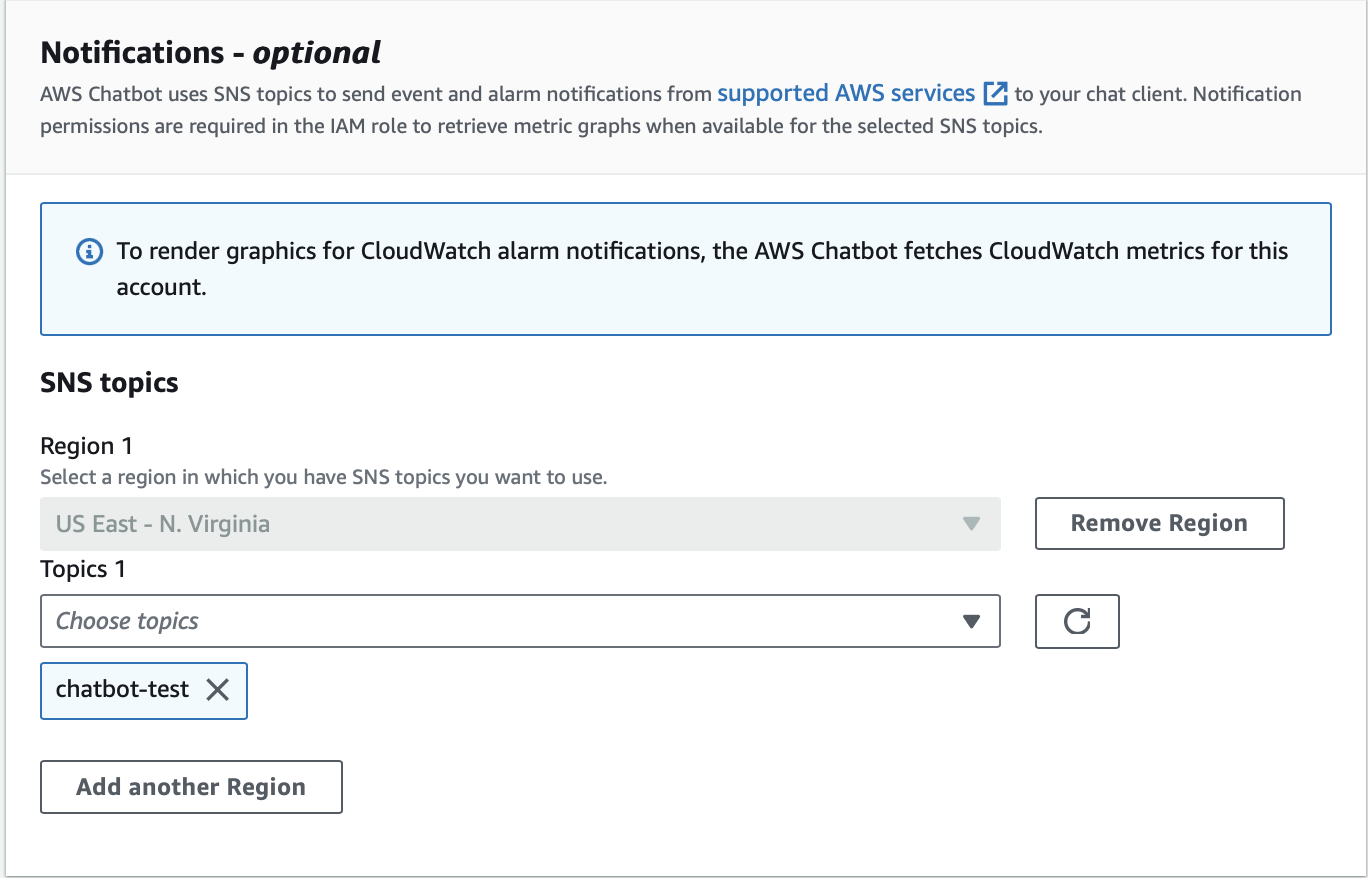 Notifications - optional
AWS Chatbot uses SNS topics to send event and alarm notifications from supported AWS services to your chat client. Notification
permissions are required in the IAM role to retrieve metric graphs when available for the selected SNS topics.
To render graphics for CloudWatch alarm notifications, the AWS Chatbot fetches CloudWatch metrics for this
account.
SNS topics
Region 1
Select a region in which you have SNS topics you want to use.
US East - N. Virginia
Remove Region
Topics 1
Choose topics
chatbot-test
Add another Region